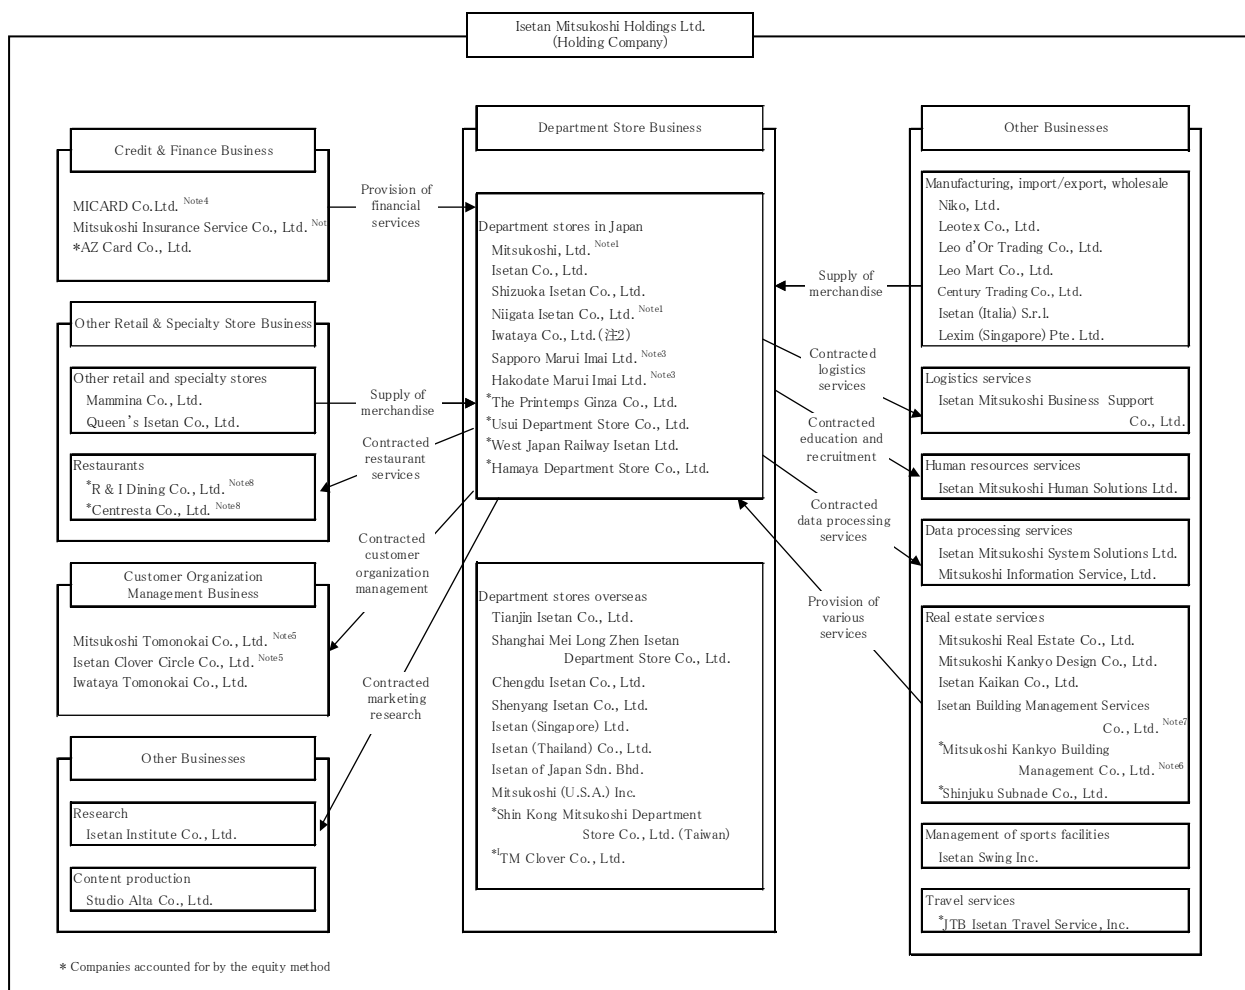 Isetan Mitsukoshi Holdings Ltd.
(Holding Company)
Credit & Finance Business
MICARD Co.Ltd. Note4
Mitsukoshi Insurance Service Co., Ltd. Not
*AZ Card Co., Ltd.
Other Retail & Specialty Store Business
Other retail and specialty stores
Mammina Co., Ltd.
Queen's Isetan Co., Ltd.
Restaurants
*R & I Dining Co., Ltd. Note8
*Centresta Co., Ltd. Note8
Customer Organization
Management Business
Mitsukoshi Tomonokai Co., Ltd. Note5
Isetan Clover Circle Co., Ltd. Note5
Iwataya Tomonokai Co., Ltd.
Other Businesses
Research
Isetan Institute Co., Ltd.
Content production
Studio Alta Co., Ltd.
Provision of
financial
services
Supply of
merchandise
Contracted
restaurant
services
Contracted
customer
organization
management
Contracted
marketing
research
Department Store Business
Department stores in Japan
Mitsukoshi, Ltd. Note1
Isetan Co., Ltd.
Shizuoka Isetan Co., Ltd.
Niigata Isetan Co., Ltd. Note1
Iwataya Co., Ltd.(注2)
Sapporo Marui Imai Ltd. Note3
Hakodate Marui Imai Ltd. Note3
*The Printemps Ginza Co., Ltd.
*Usui Department Store Co., Ltd.
*West Japan Railway Isetan Ltd.
*Hamaya Department Store Co., Ltd.
Department stores overseas
Tianjin Isetan Co., Ltd.
Shanghai Mei Long Zhen Isetan
Department Store Co., Ltd.
Chengdu Isetan Co., Ltd.
Shenyang Isetan Co., Ltd.
Isetan (Singapore) Ltd.
Isetan (Thailand) Co., Ltd.
Isetan of Japan Sdn. Bhd.
Mitsukoshi (U.S.A.) Inc.
*Shin Kong Mitsukoshi Department
Store Co., Ltd. (Taiwan)
*ITM Clover Co., Ltd.
Supply of
merchandise
Contracted
logistics
services
Contracted
education and
recruitment
Contracted
data processing
services
Provision of
various
services
Other Businesses
Manufacturing, import/export, wholesale
Niko, Ltd.
Leotex Co., Ltd.
Leo d'Or Trading Co., Ltd.
Leo Mart Co., Ltd.
Century Trading Co., Ltd.
Isetan (Italia) S.r.l.
Lexim (Singapore) Pte. Ltd.
Logistics services
Isetan Mitsukoshi Business Support
Co., Ltd.
Human resources services
Isetan Mitsukoshi Human Solutions Ltd.
Data processing services
Isetan Mitsukoshi System Solutions Ltd.
Mitsukoshi Information Service, Ltd.
Real estate services
Mitsukoshi Real Estate Co., Ltd.
Mitsukoshi Kankyo Design Co., Ltd.
Isetan Kaikan Co., Ltd.
Isetan Building Management Services
Co., Ltd. Note7
*Mitsukoshi Kankyo Building
Management Co., Ltd. Note6
*Shinjuku Subnade Co., Ltd.
Management of sports facilities
Isetan Swing Inc.
Travel services
*JTB Isetan Travel Service, Inc.
* Companies accounted for by the equity method